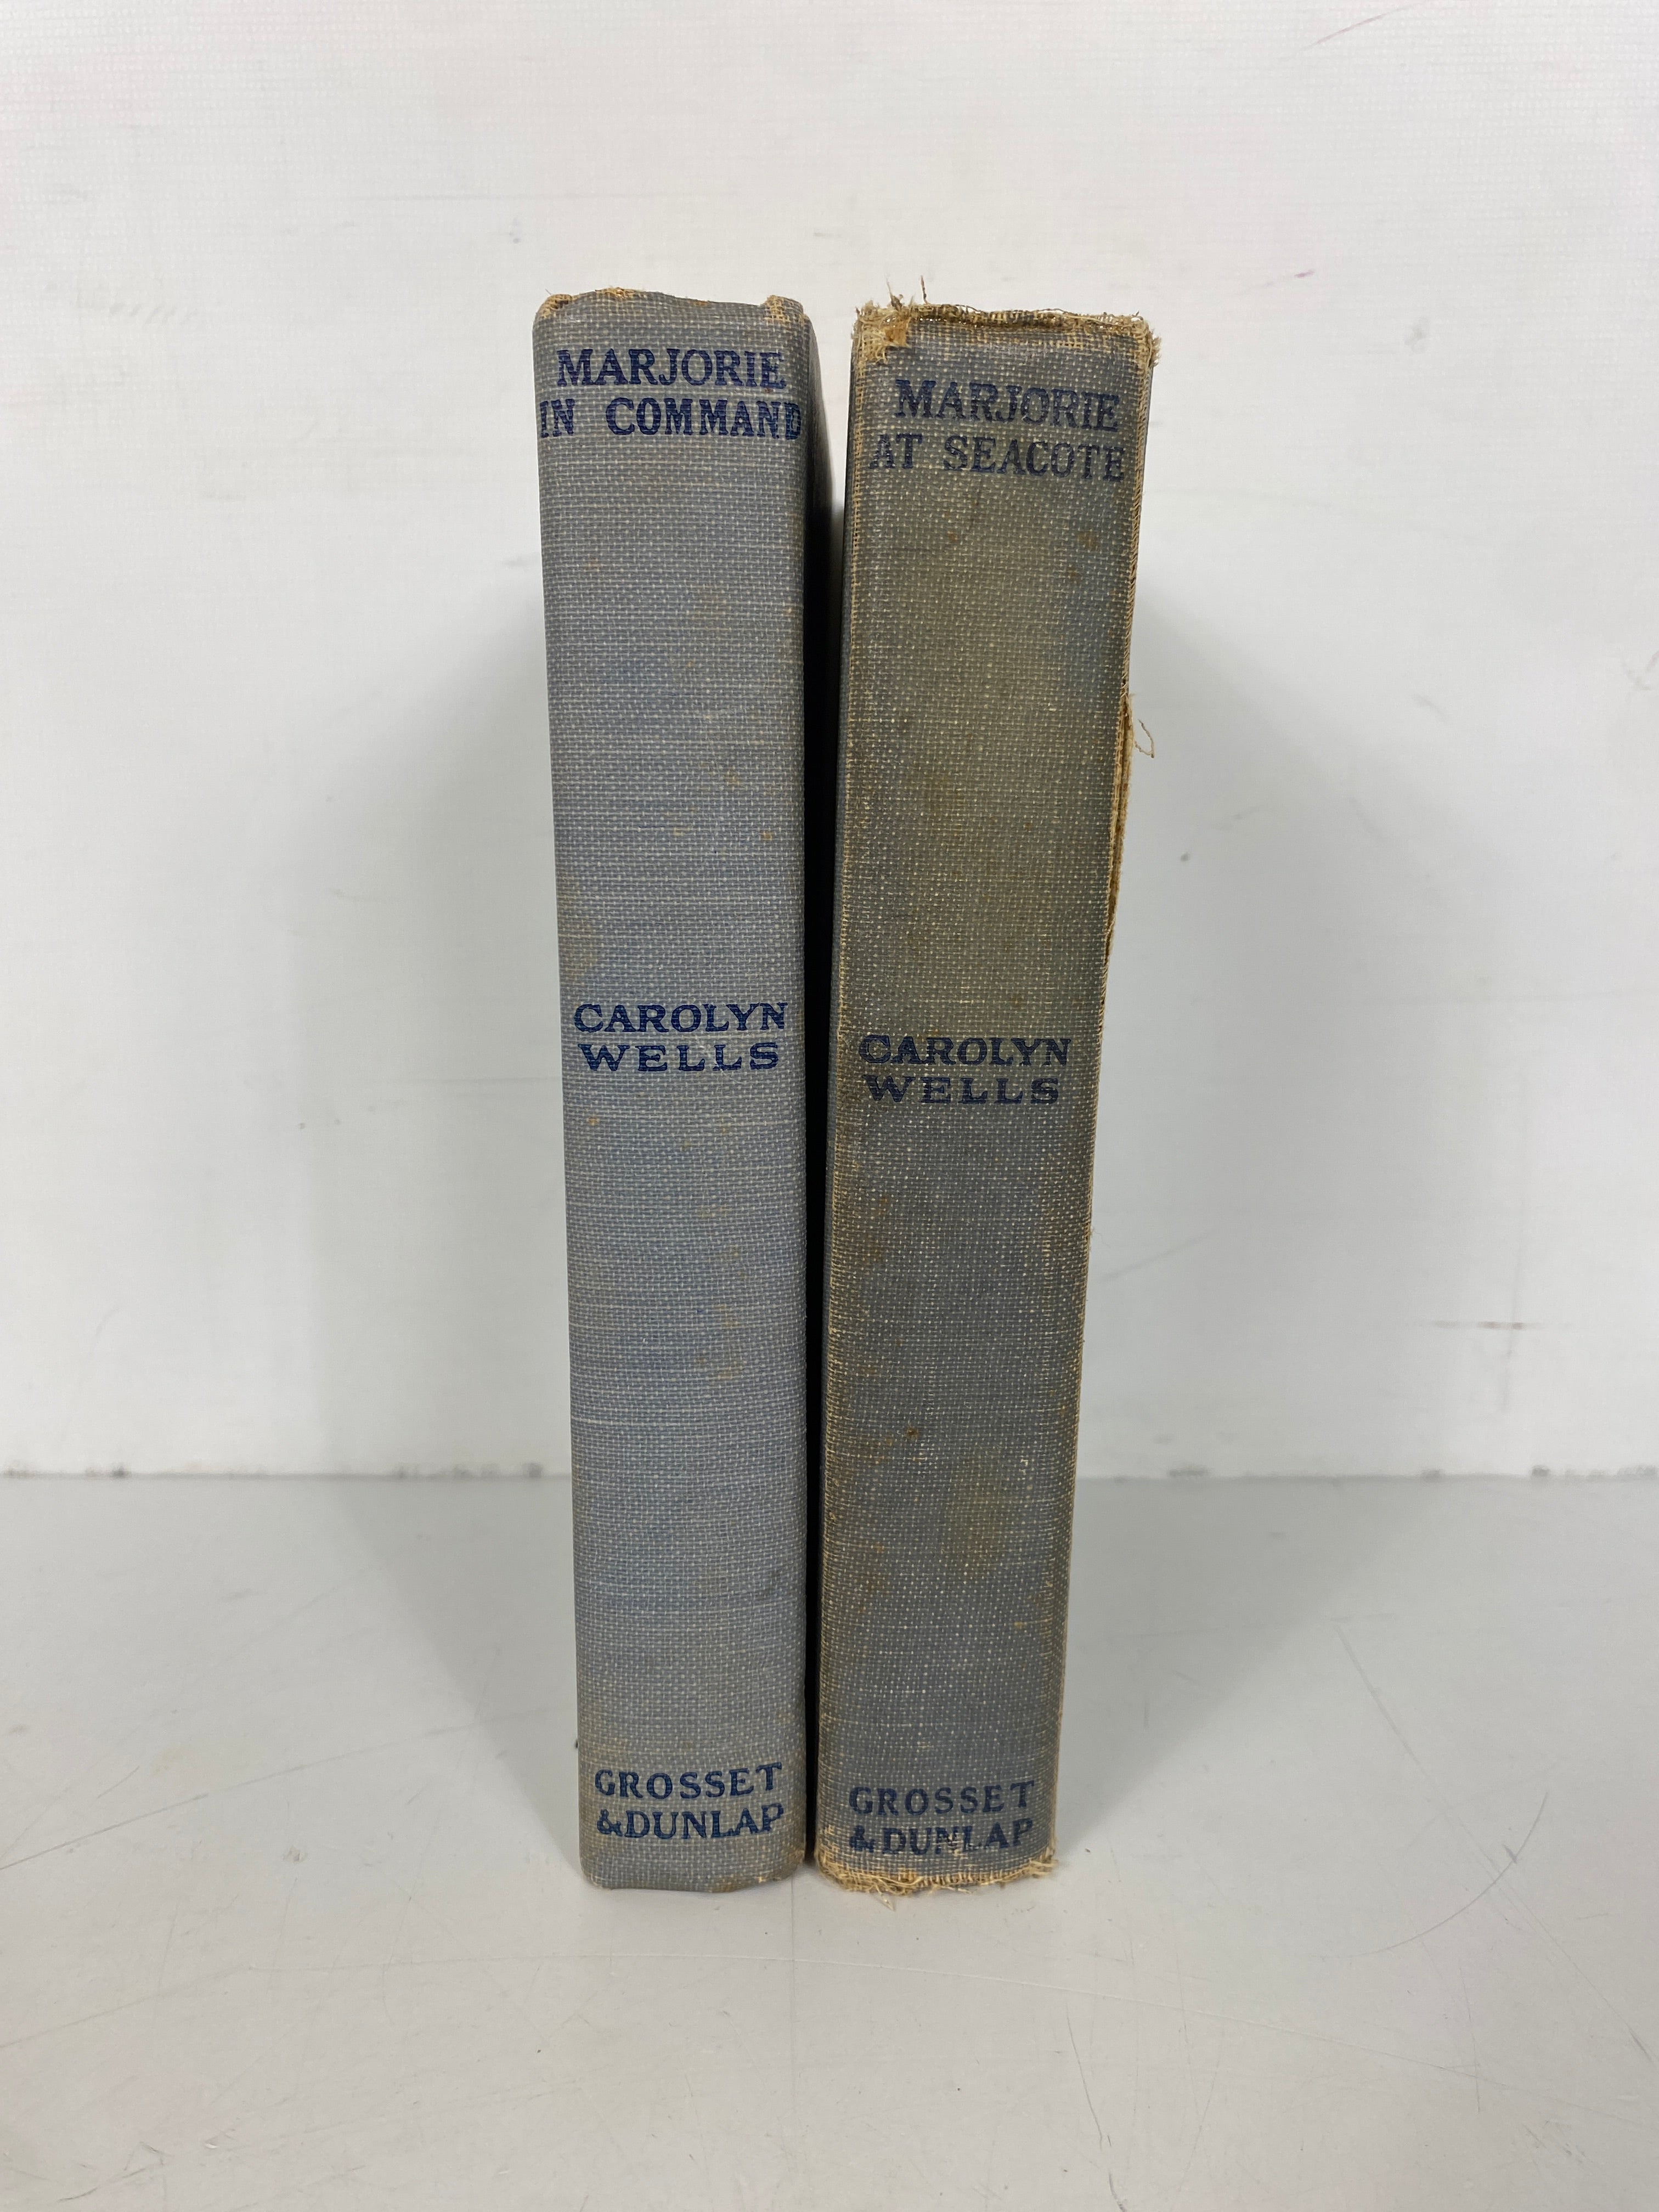 MARJORIE
IN COMMAND
CAROLYN
WELLS
GROSSET
&DUNLAP
MARJORIE
AT SEACOTE
CAROLYN
WELLS
GROSSET
&DUNLAP